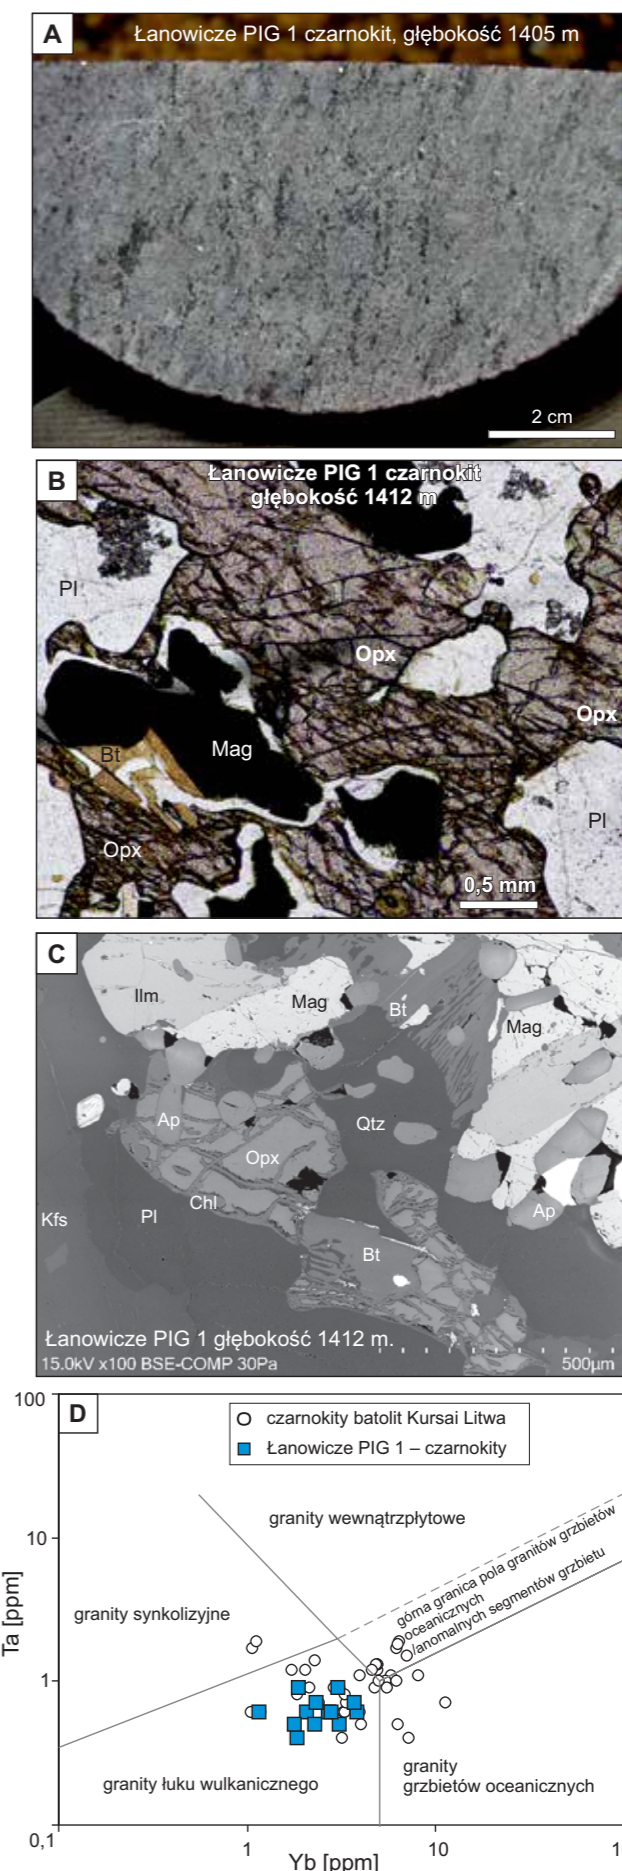 A
Łanowicze PIG 1 czarnokit, głębokość 1405 m
2 cm
B
Łanowicze PIG 1 czarnokit
głębokość 1412 m
Pl
Opx
Opx
Bt
Mag
Pl
Opx
0,5 mm
C
Ilm
Mag
Bt
Mag
Ap
Qtz
Opx
Chl
Kfs
Pl
Ap
Bt
Łanowicze PIG 1 głębokość 1412 m.
15.0kV x100 BSE-COMP 30Pa
500µm
100
D
czarnokity batolit Kursai Litwa
Łanowicze PIG 1 – czarnokity
granity wewnątrzpłytowe
10
górna granica pola granitów grzbietów
oceanicznych
/anomalnych segmentów grzbietu
granity synkolizyjne
Ta [ppm]
1
granity łuku wulkanicznego
granity
grzbietów oceanicznych
0,1
1
10
Yb [ppm]